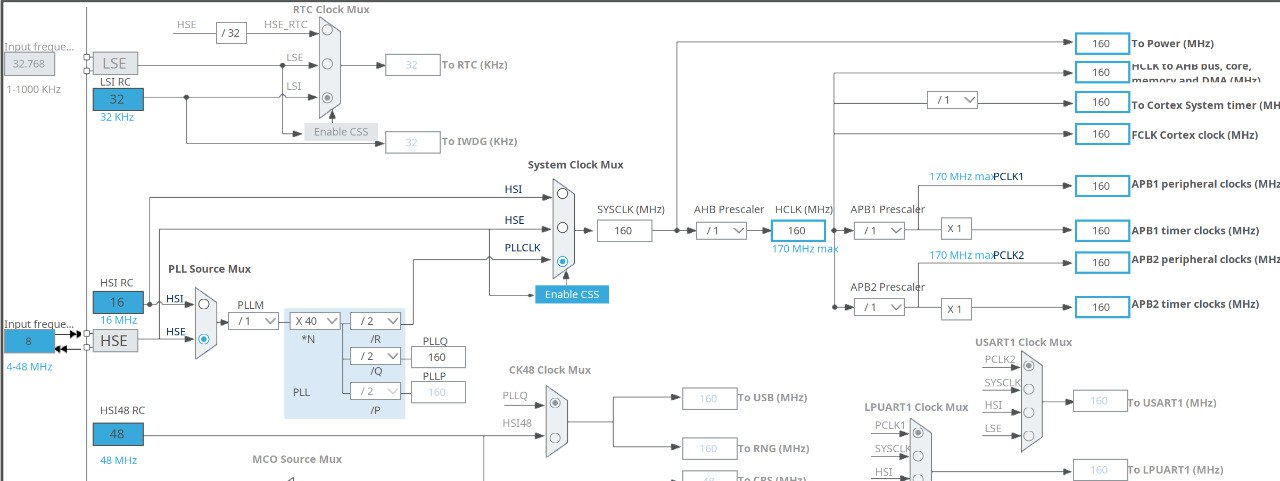 RTC Clock Mux
HSE
/ 32
HSE_RTC
Input freque...
32.768
1-1000 KHz
LSE
LSE
32
To RTC (KHz)
LSI RC
32
32 KHz
LSI
Enable CSS
32
To IWDG (KHz)
160
To Power (MHz)
160
HCLK to AHB bus, core,
memory and DMA (MHz)
/ 1
160
To Cortex System timer (MH
160
FCLK Cortex clock (MHz)
System Clock Mux
HSI
HSE
PLLCLK
Enable CSS
SYSCLK (MHz)
160
AHB Prescaler
/ 1
HCLK (MHz)
160
170 MHz max
APB1 Prescaler
/ 1
170 MHz max
PCLK1
160
APB1 peripheral clocks (MHz
X 1
160
APB1 timer clocks (MHz)
170 MHz max
PCLK2
160
APB2 peripheral clocks (MHz
APB2 Prescaler
/ 1
X 1
160
APB2 timer clocks (MHz)
PLL Source Mux
HSI RC
16
16 MHz
HSI
Input freque...
8
4-48 MHz
HSE
HSE
PLLM
/ 1
X 40
*N
/ 2
/R
/ 2
/Q
PLLQ
160
PLL
/ 2
/P
PLLP
160
HSI48 RC
48
48 MHz
CK48 Clock Mux
PLLQ
HSI48
160
To USB (MHz)
160
To RNG (MHz)
48
To CRS (MHz)
MCO Source Mux
USART1 Clock Mux
PCLK2
SYSCLK
HSI
LSE
160
To USART1 (MHz)
LPUART1 Clock Mux
PCLK1
SYSCLK
HSI
160
To LPUART1 (MHz)